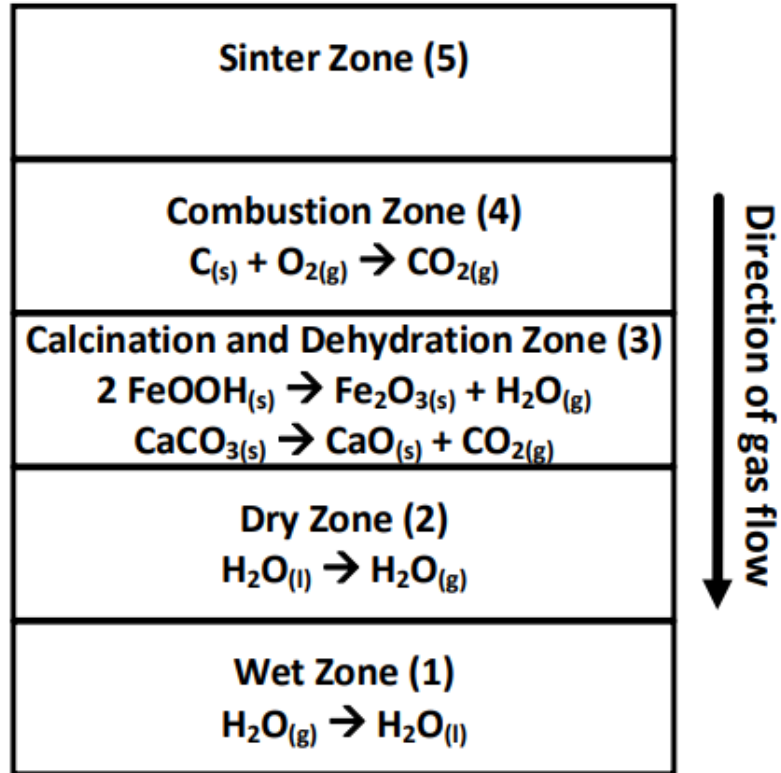 Sinter Zone (5)
Combustion Zone (4)
C(s) + O2(g) → CO2(g)
Calcination and Dehydration Zone (3)
2 FeOOH(s) → Fe2O3(s) + H2O(g)
CaCO3(s) → CaO(s) + CO2(g)
Dry Zone (2)
H2O(l) → H2O(g)
Wet Zone (1)
H2O(g) → H2O(l)
Direction of gas flow